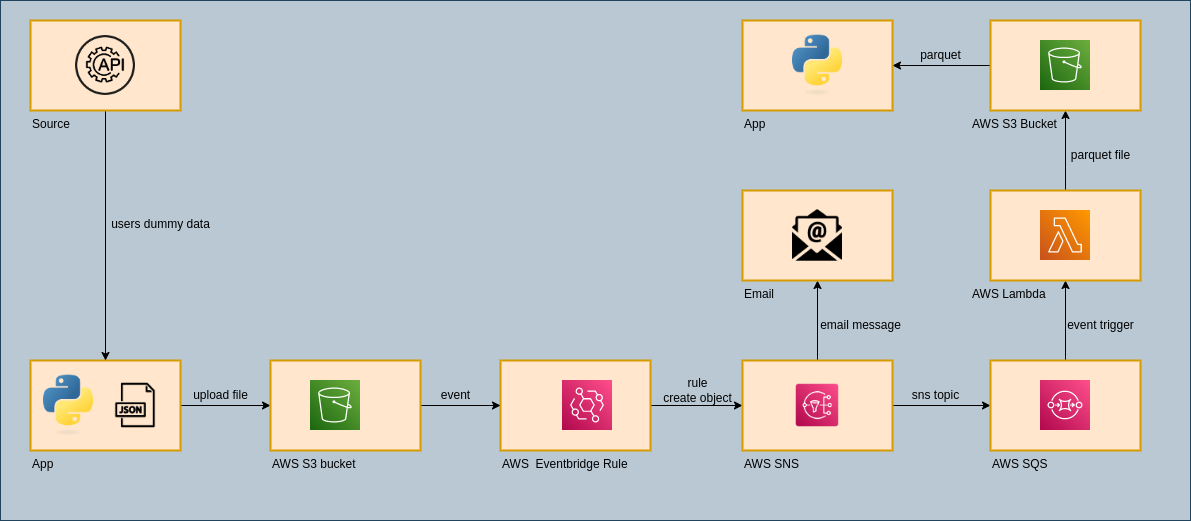 API
Source
App
parquet
AWS S3 Bucket
parquet file
users dummy data
@
Email
AWS Lambda
email message
event trigger
JSON
upload file
event
rule
create object
sns topic
App
AWS S3 bucket
AWS  Eventbridge Rule
AWS SNS
AWS SQS